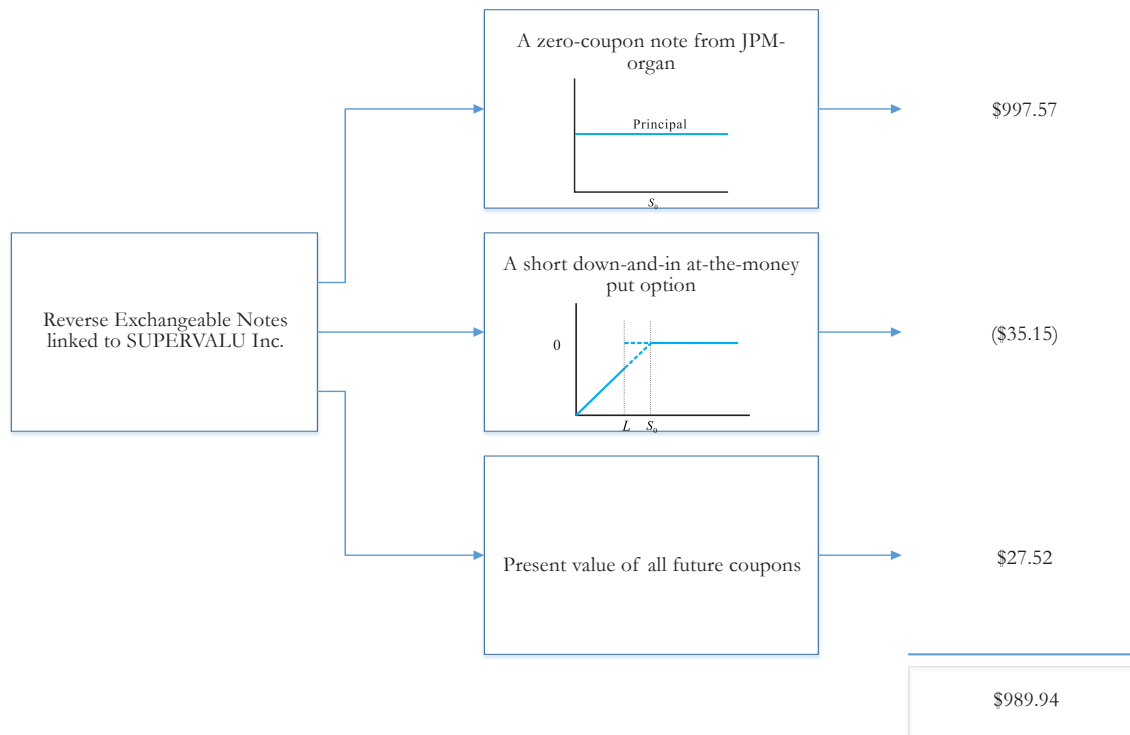 A zero-coupon note from JPM-
organ
Principal
S₀
$997.57
Reverse Exchangeable Notes
linked to SUPERVALU Inc.
A short down-and-in at-the-money
put option
0
L S₀
($35.15)
Present value of all future coupons
$27.52
$989.94